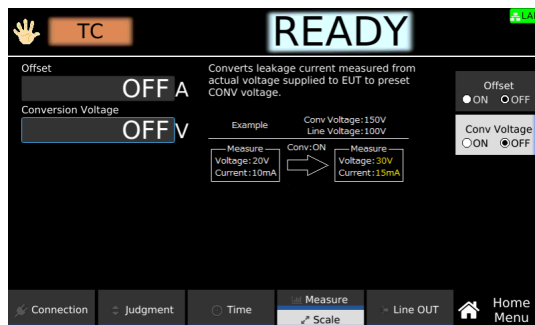 TC
READY
LAN
Offset
OFF A
Conversion Voltage
OFF V
Converts leakage current measured from
actual voltage supplied to EUT to preset
CONV voltage.
Example
Conv Voltage:150V
Line Voltage:100V
Measure
Voltage:20V
Current:10mA
Conv:ON
Measure
Voltage:30V
Current:15mA
Offset
ON OFF
Conv Voltage
ON OFF
Connection
Judgment
Time
Measure
Scale
Line OUT
Home
Menu